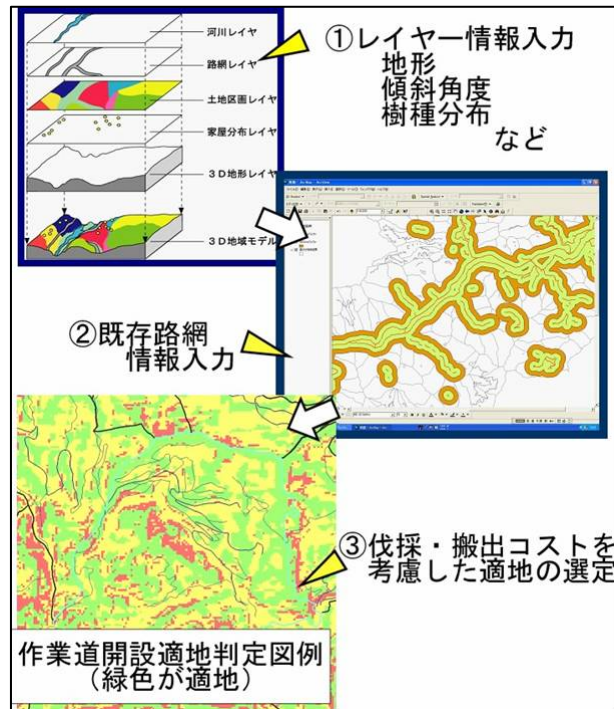 河川レイヤ
路網レイヤ
土地区画レイヤ
家屋分布レイヤ
3D地形レイヤ
3D地域モデル
①レイヤー情報入力
地形
傾斜角度
樹種分布
など
②既存路網
情報入力
③伐採・搬出コストを
考慮した適地の選定
作業道開設適地判定図例
（緑色が適地）